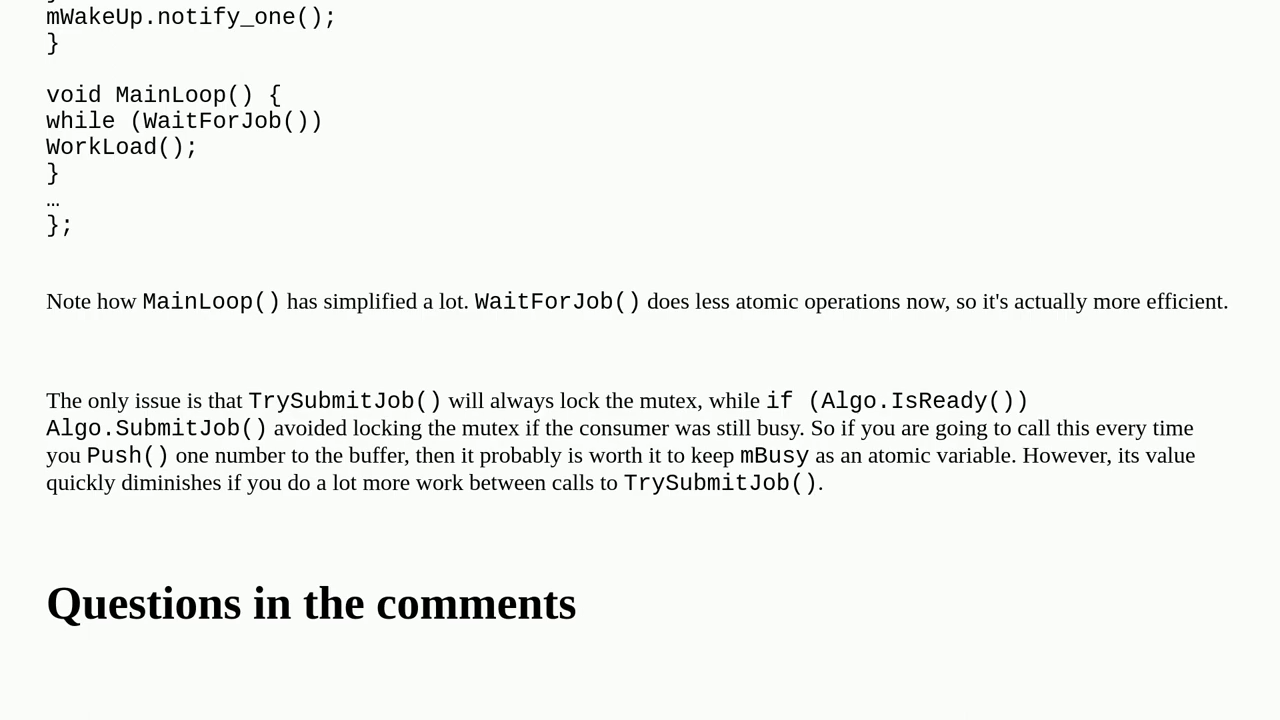 mWakeUp.notify_one();
}
void MainLoop() {
while (WaitForJob())
WorkLoad();
}
…
};
Note how MainLoop() has simplified a lot. WaitForJob() does less atomic operations now, so it's actually more efficient.
The only issue is that TrySubmitJob() will always lock the mutex, while if (Algo.IsReady())
Algo.SubmitJob() avoided locking the mutex if the consumer was still busy. So if you are going to call this every time
you Push() one number to the buffer, then it probably is worth it to keep mBusy as an atomic variable. However, its value
quickly diminishes if you do a lot more work between calls to TrySubmitJob().
Questions in the comments